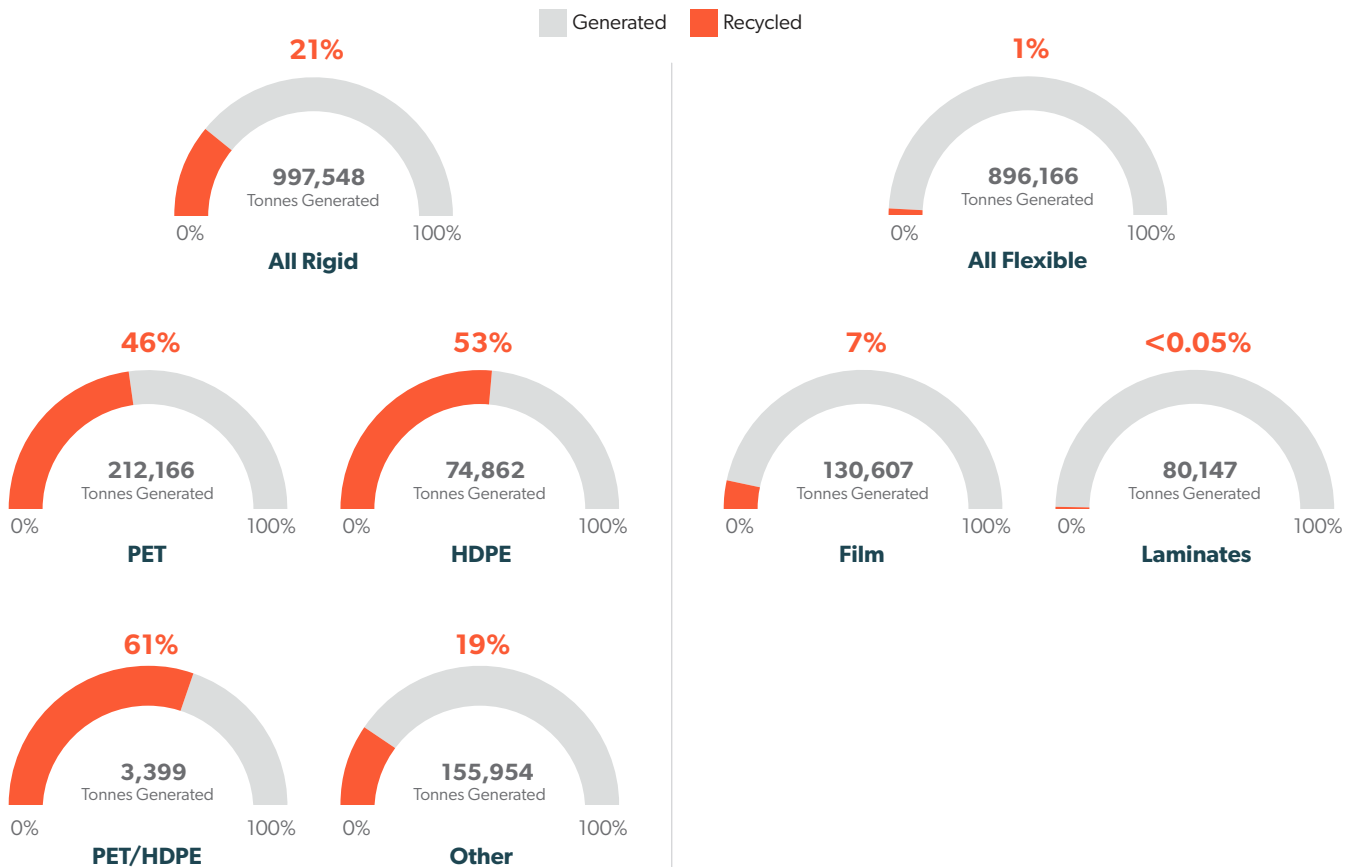 Generated
Recycled
21%
997,548
Tonnes Generated
0%
100%
All Rigid
1%
896,166
Tonnes Generated
0%
100%
All Flexible
46%
212,166
Tonnes Generated
0%
100%
PET
53%
74,862
Tonnes Generated
0%
100%
HDPE
7%
130,607
Tonnes Generated
0%
100%
Film
<0.05%
80,147
Tonnes Generated
0%
100%
Laminates
61%
3,399
Tonnes Generated
0%
100%
PET/HDPE
19%
155,954
Tonnes Generated
0%
100%
Other